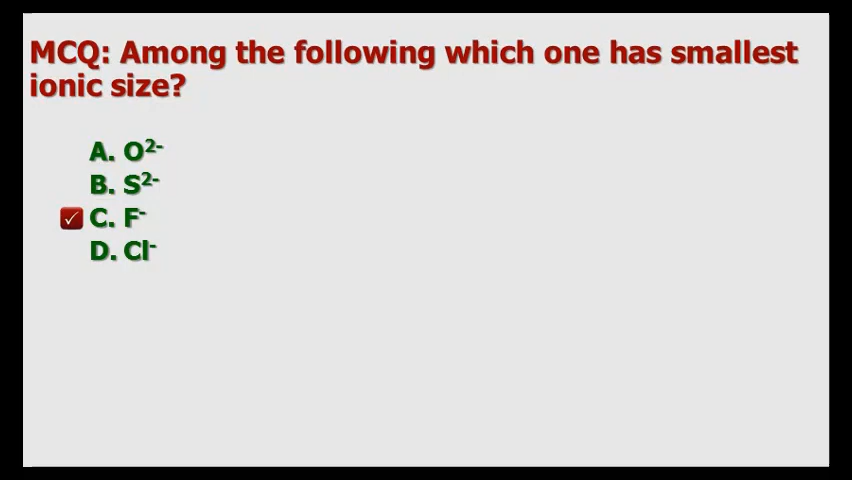 MCQ: Among the following which one has smallest
ionic size?
A. O²⁻
B. S²⁻
C. F⁻
D. Cl⁻